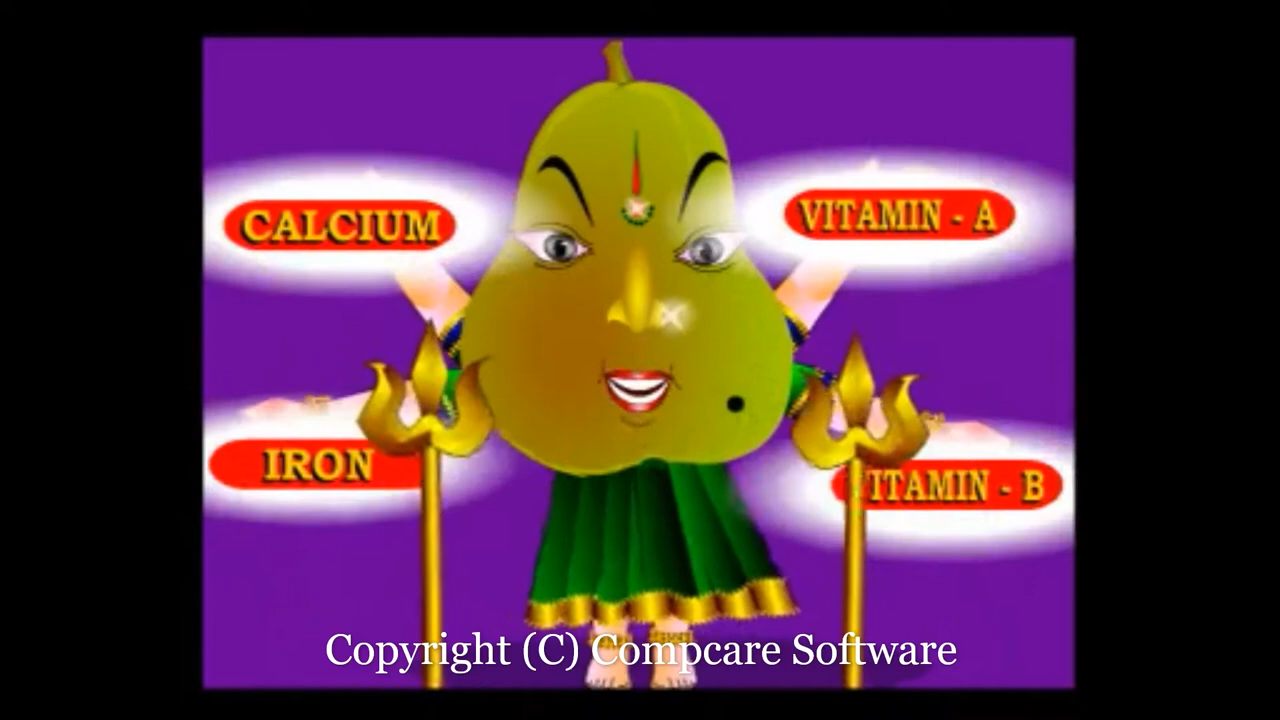 CALCIUM
VITAMIN - A
IRON
VITAMIN - B
Copyright (C) Compcare Software